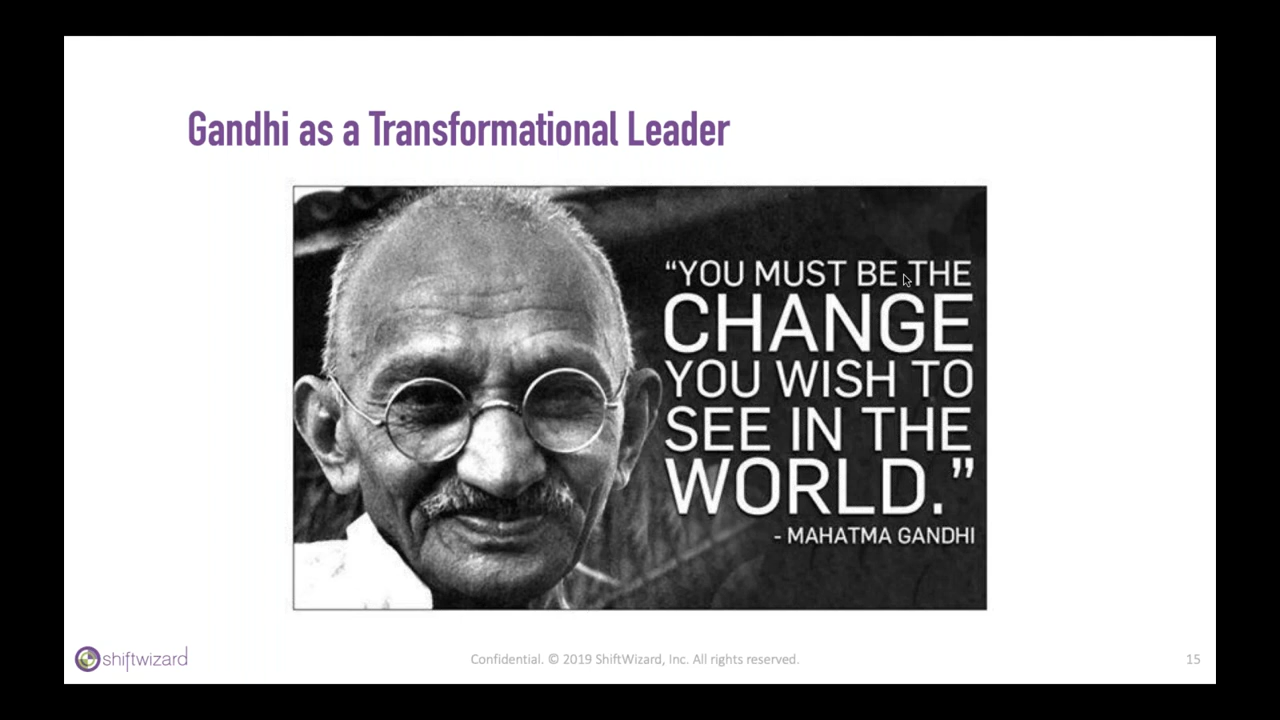 Gandhi as a Transformational Leader
“YOU MUST BE THE
CHANGE
YOU WISH TO
SEE IN THE
WORLD.”
- MAHATMA GANDHI
shiftwizard
Confidential. © 2019 ShiftWizard, Inc. All rights reserved.
15